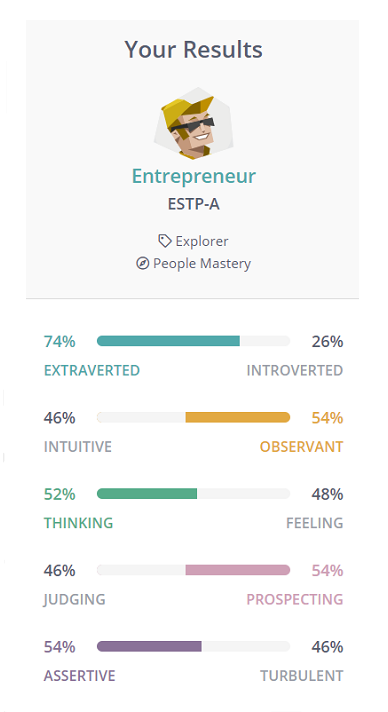 Your Results
Entrepreneur
ESTP-A
Explorer
People Mastery
74% 26%
EXTRAVERTED INTROVERTED
46% 54%
INTUITIVE OBSERVANT
52% 48%
THINKING FEELING
46% 54%
JUDGING PROSPECTING
54% 46%
ASSERTIVE TURBULENT